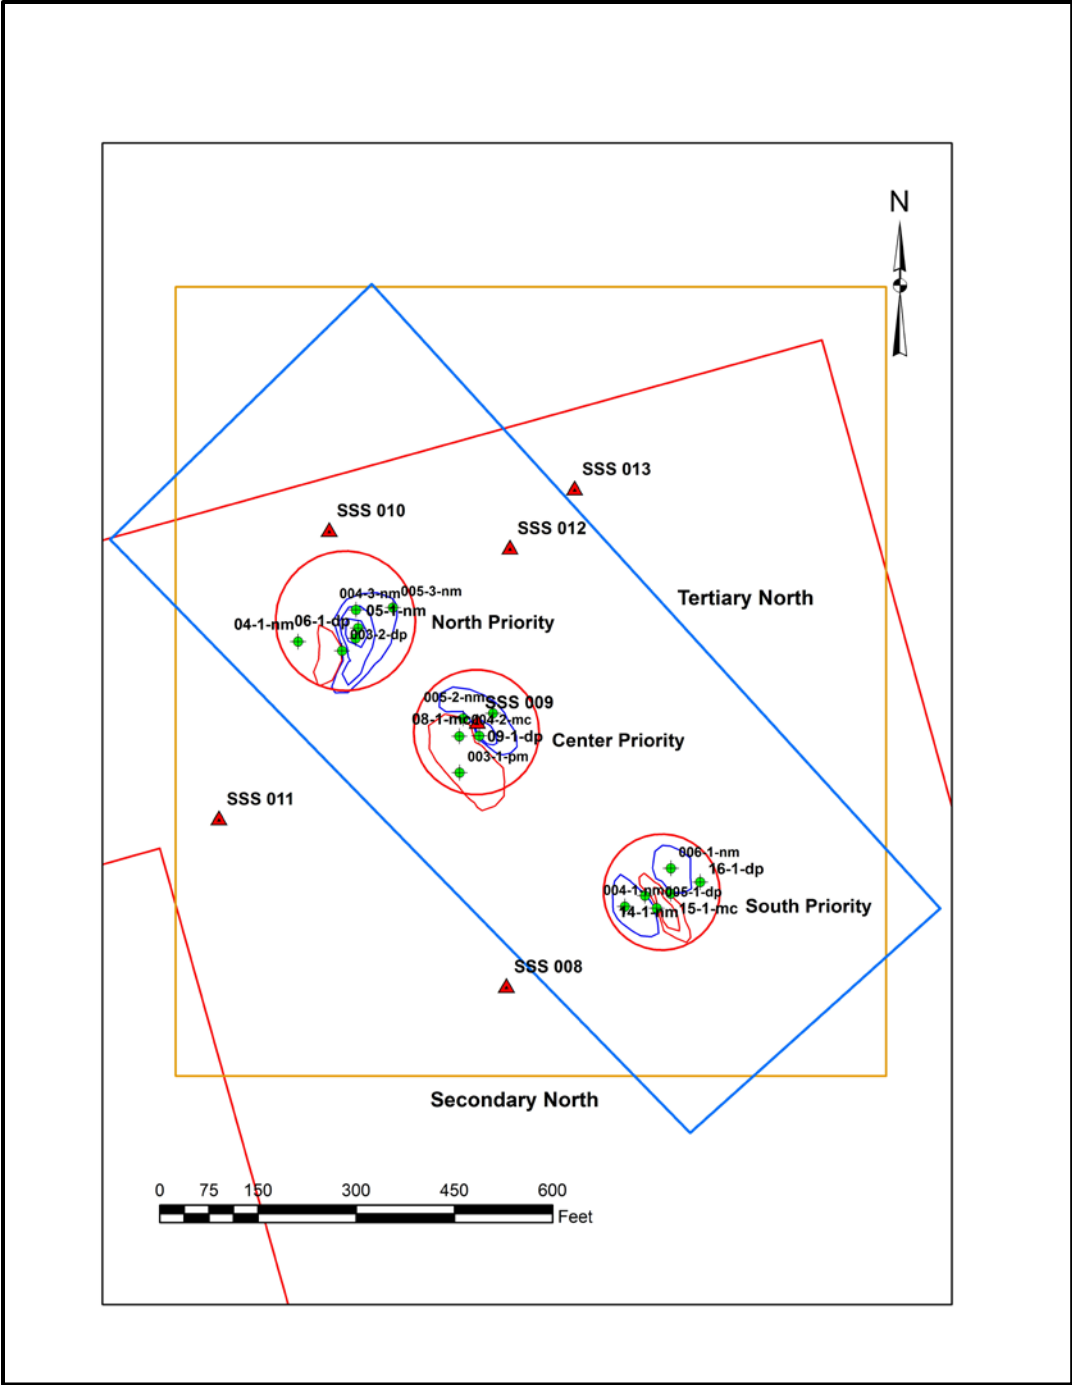 N
SSS 013
SSS 010
SSS 012
004-3-nm
005-3-nm
05-1-nm
04-1-nm
06-1-dp
003-2-dp
North Priority
Tertiary North
005-2-nm
SSS 009
08-1-mc
004-2-mc
09-1-dp
003-1-pm
Center Priority
SSS 011
006-1-nm
16-1-dp
004-1-nm
005-1-dp
14-1-nm
15-1-mc
South Priority
SSS 008
Secondary North
0 75 150 300 450 600
Feet